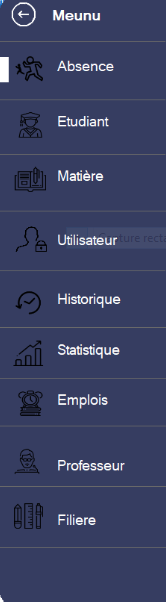 Meunu
Absence
Etudiant
Matière
Utilisateur
Historique
Statistique
Emplois
Professeur
Filiere